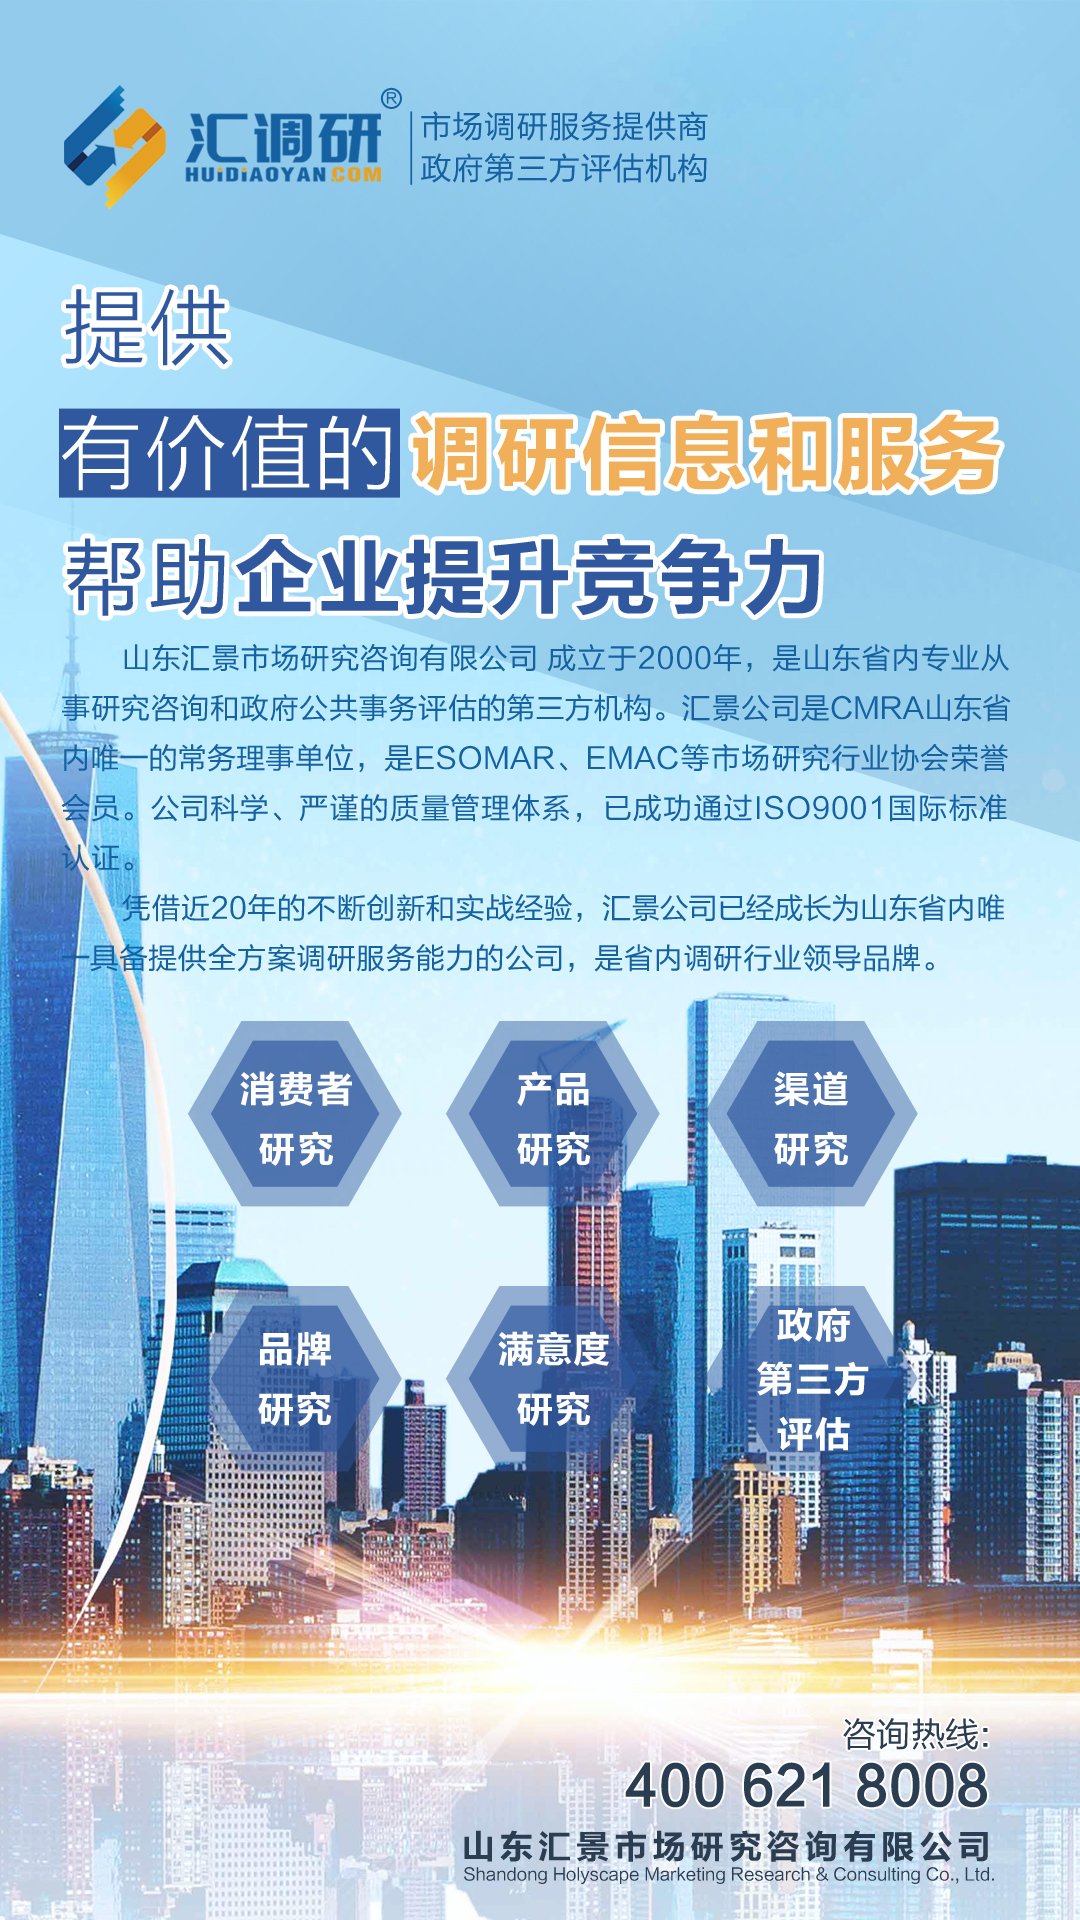 汇调研®
HUiDiAOYAN.COM
市场调研服务提供商
政府第三方评估机构
提供
有价值的调研信息和服务
帮助企业提升竞争力
山东汇景市场研究咨询有限公司 成立于2000年，是山东省内专业从
事研究咨询和政府公共事务评估的第三方机构。汇景公司是CMRA山东省
内唯一的常务理事单位，是ESOMAR、EMAC等市场研究行业协会荣誉
会员。公司科学、严谨的质量管理体系，已成功通过ISO9001国际标准
认证。
凭借近20年的不断创新和实战经验，汇景公司已经成长为山东省内唯
一具备提供全方案调研服务能力的公司，是省内调研行业领导品牌。
消费者
研究
产品
研究
渠道
研究
品牌
研究
满意度
研究
政府
第三方
评估
咨询热线:
400 621 8008
山东汇景市场研究咨询有限公司
Shandong Holyscape Marketing Research & Consulting Co., Ltd.